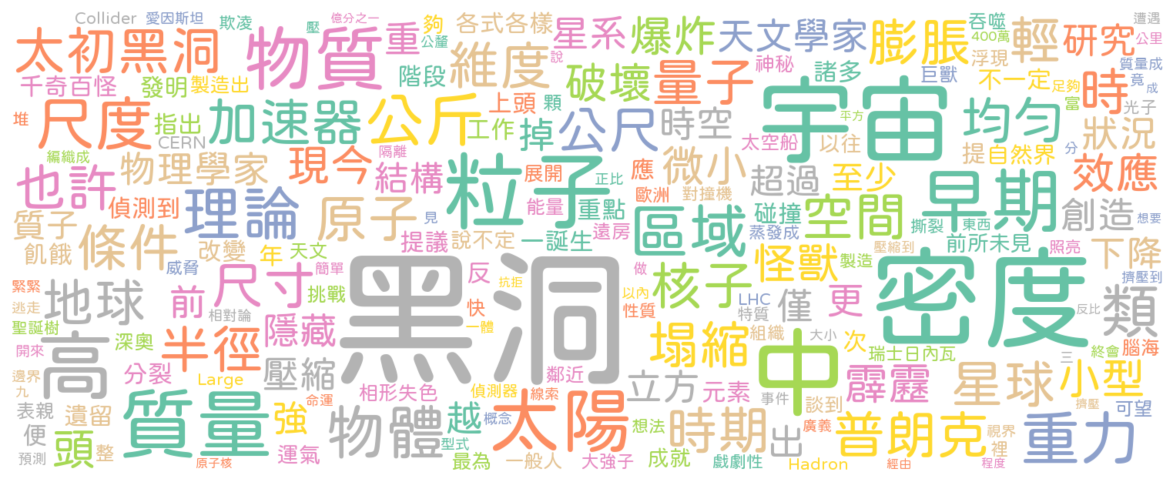 Collider 愛因斯坦 欺凌 壓 億分之一 夠 各式各樣 星系 爆炸 天文學家 膨脹 吞噬 400萬 輕 研究 遭遇 公里
太初黑洞 物質 重 公釐 維度 說 破壞 量子 神秘 諸多 巨獸 浮現 不一定 足夠 時 質量成 竟 成
千奇百怪 發明 製造出 階段 宇宙 富 光子
堆 尺度 指出 加速器 公斤 上頭 顆 掉 公尺 時空 太空船 平方 以往 均勻 狀況
CERN 工作 提 自然界 分
編織成 物理學家 現今 隔離 結構 粒子 展開 正比 應 微小 對撞機 超過 至少 效應
也許 偵測到 理論 原子 能量 重點 歐洲 區域 碰撞 空間 撕裂 東西 早期 創造 想要
質子 飢餓 條件 改變 年 天文 見 提議 說不定 一誕生 遠房 蒸發成 前所未見 照亮 下降
威脅 尺寸 簡單 挑戰 反 抗拒 做 核子 怪獸 製造 壓縮到 密度 擠壓到
緊緊 逃走 地球 前 相對論 黑洞 快 一體 以內 性質 LHC 特質 僅 更 反比 類
聖誕樹 深奧 半徑 隱藏 塌縮 組織 大小 次 瑞士日內瓦 三 終會 腦海
開來 高 分裂 壓縮 鄰近 立方 元素 中 霹靂 星球 小型
邊界 九 Large 命運 相形失色 偵測器 線索 事件 談到 擠壓
表親 遺留 質量 強 物體 越 概念 太陽 想法 時期 出 廣義 普朗克 視界 裡 重力 可望
便 頭 整 運氣 型式 最為 一般人 大強子 成就 戲劇性 Hadron 經由 程度
預測 原子核